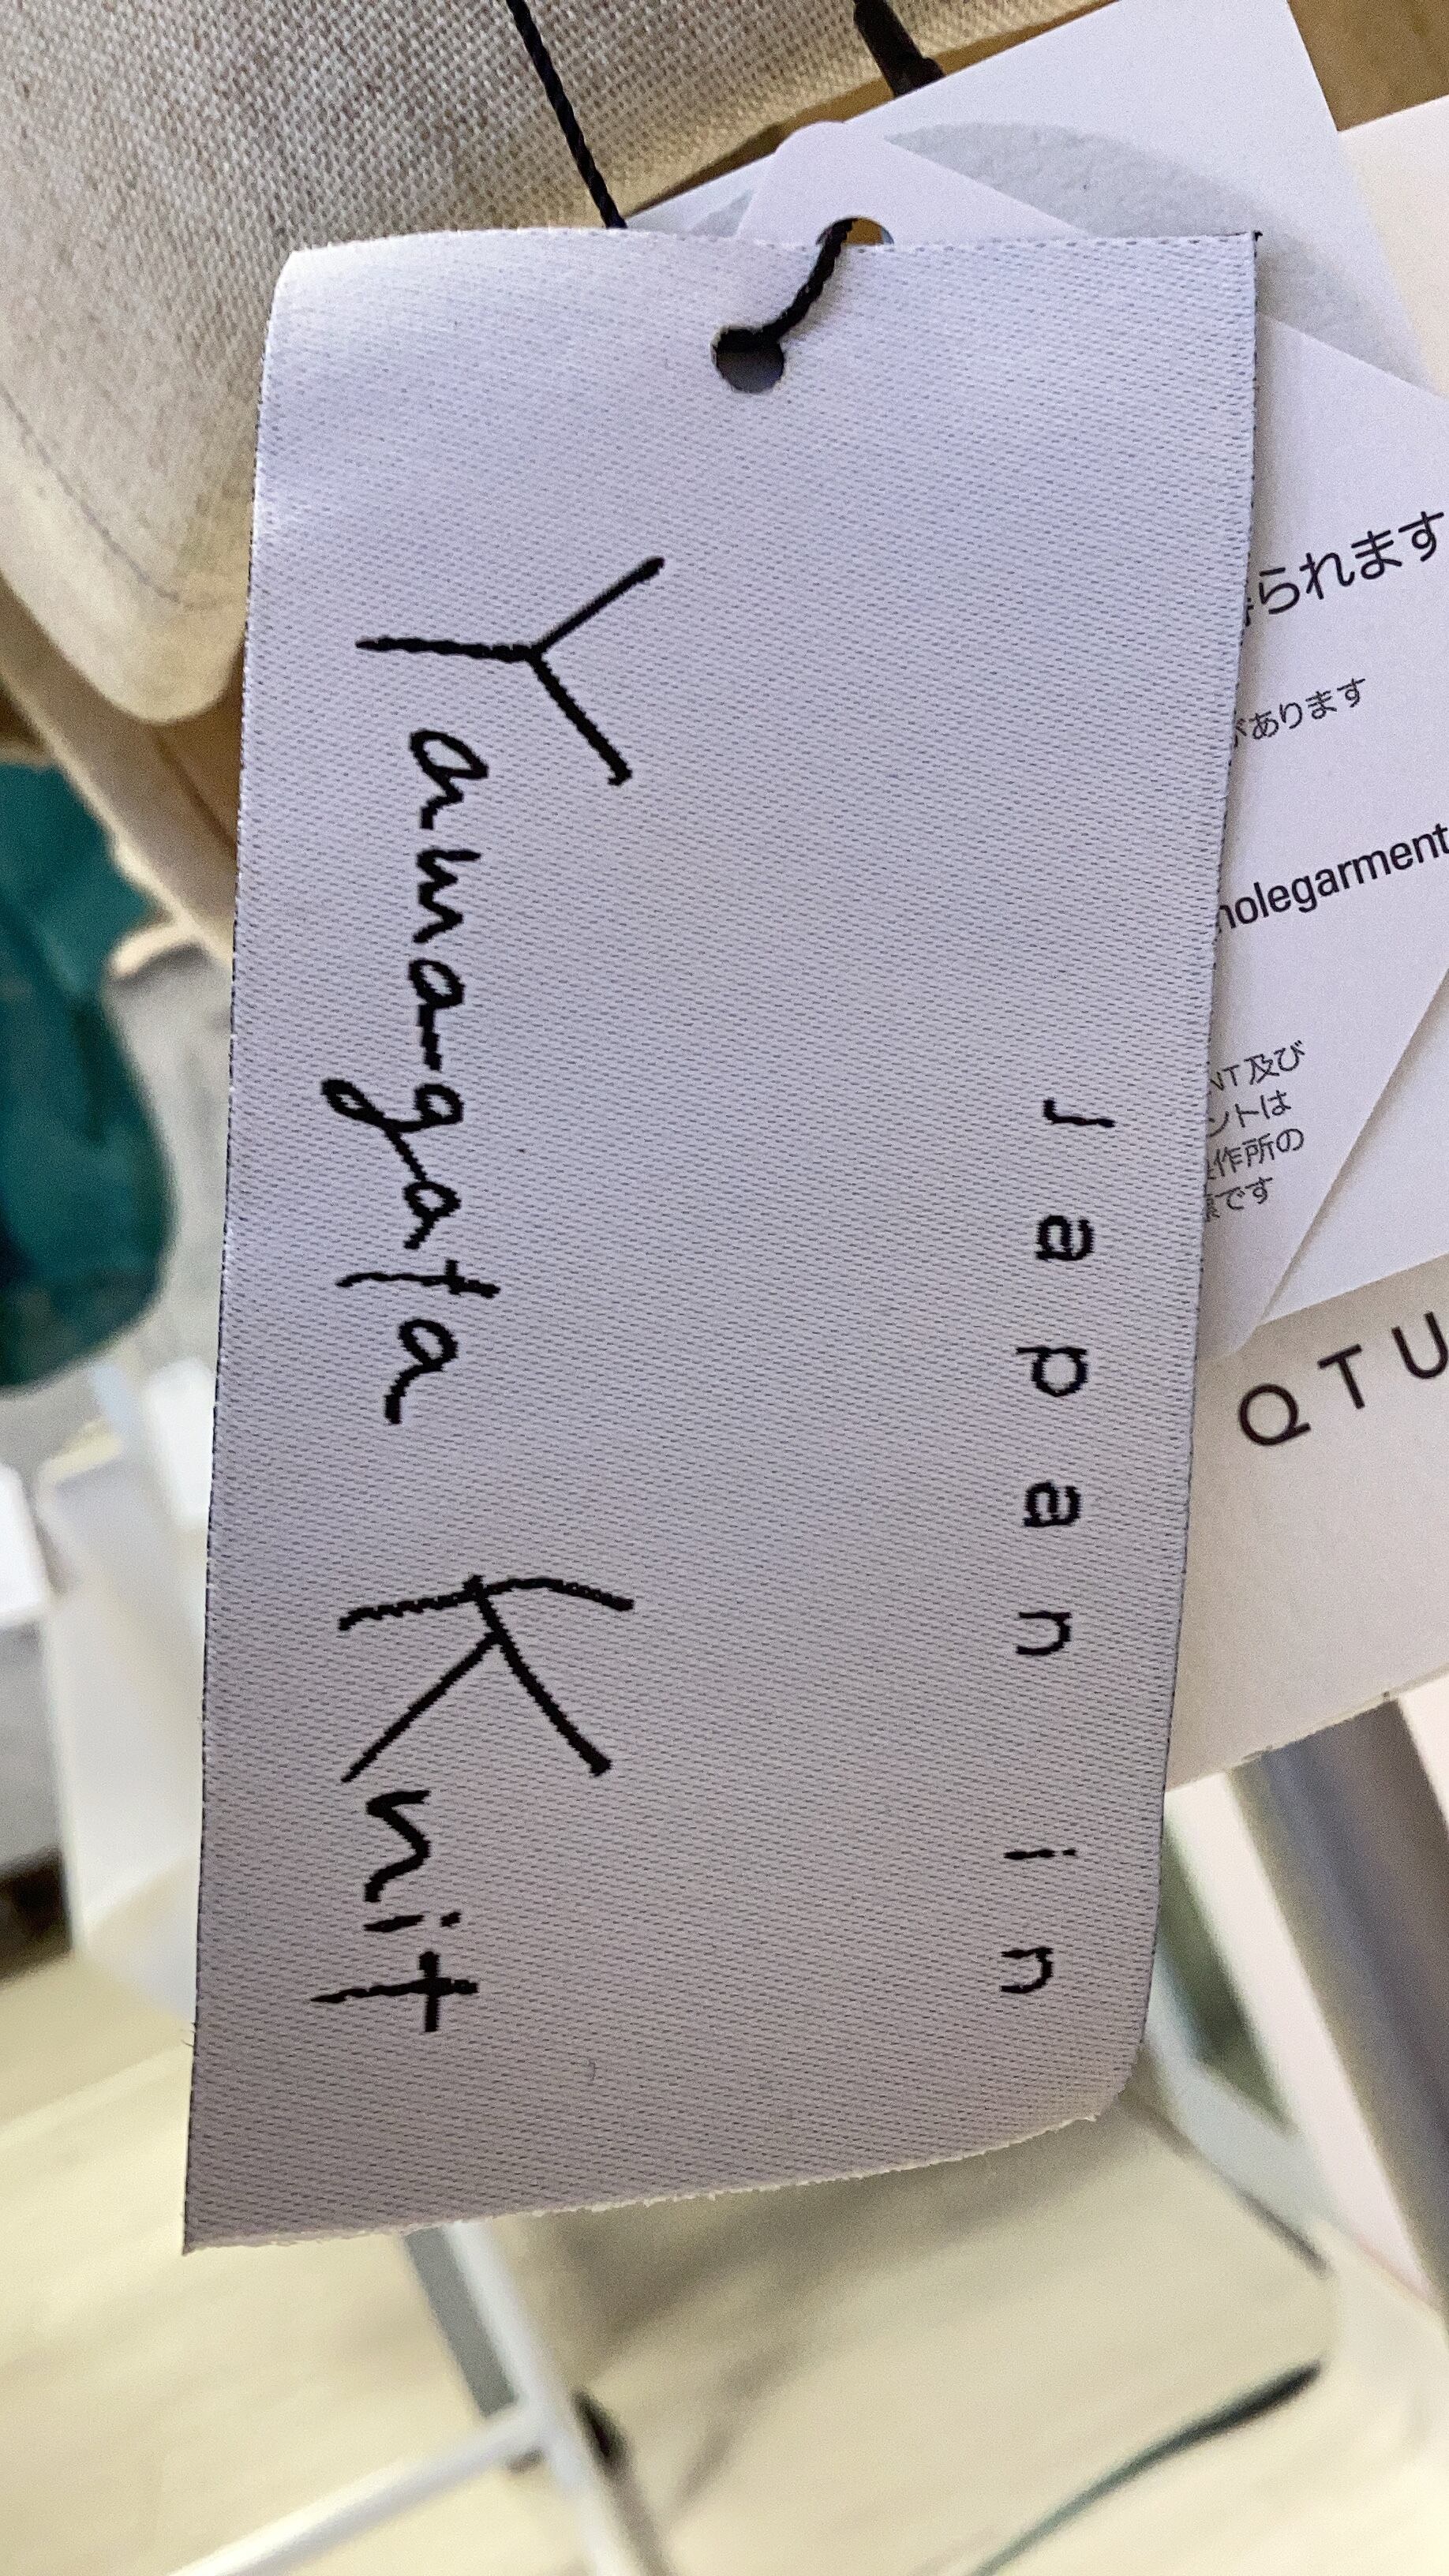 Japan in
Yamagata Knit
られます
があります
holegarment
NT及び
ントは
作所の
です
QTU